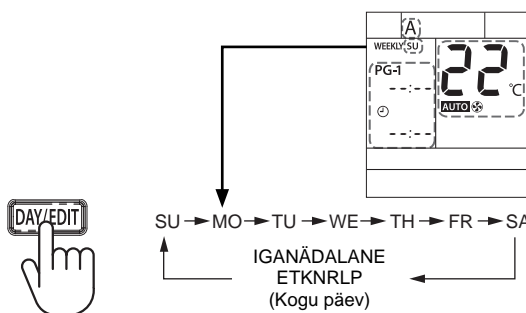 A
WEEKLY SU
PG-1
22 °C
--:--
AUTO
--:--
DAY/EDIT
SU → MO → TU → WE → TH → FR → SA
IGANÄDALANE
ETKNRLP
(Kogu päev)